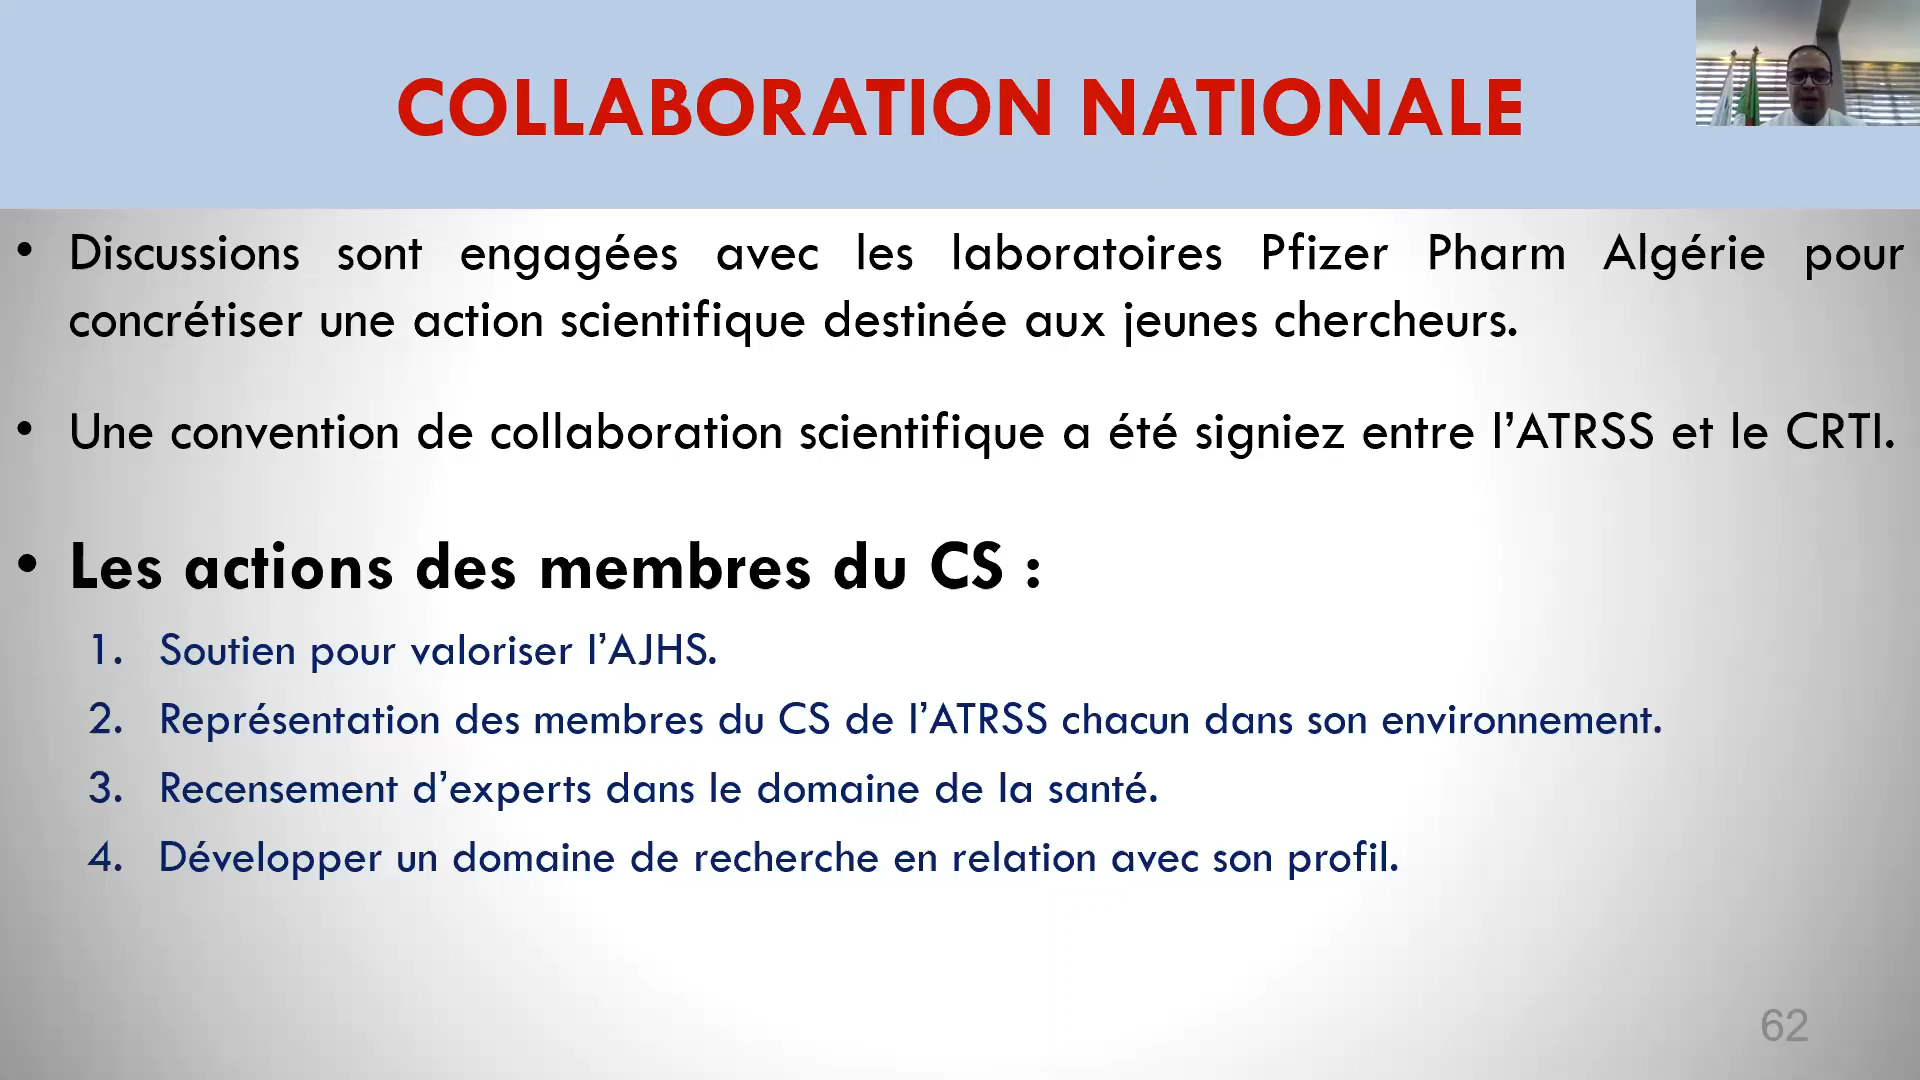 COLLABORATION NATIONALE
• Discussions sont engagées avec les laboratoires Pfizer Pharm Algérie pour
concrétiser une action scientifique destinée aux jeunes chercheurs.
• Une convention de collaboration scientifique a été signiez entre l’ATRSS et le CRTI.
• Les actions des membres du CS :
1. Soutien pour valoriser l’AJHS.
2. Représentation des membres du CS de l’ATRSS chacun dans son environnement.
3. Recensement d’experts dans le domaine de la santé.
4. Développer un domaine de recherche en relation avec son profil.
62